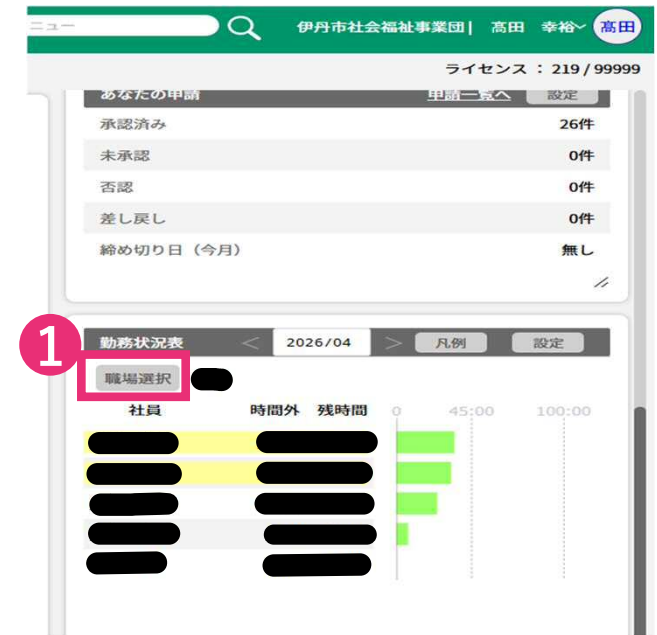 ニュー
伊丹市社会福祉事業団| 髙田 幸裕 髙田
ライセンス ： 219 / 99999
あなたの申請 申請一覧へ 設定
承認済み 26件
未承認 0件
否認 0件
差し戻し 0件
締め切り日（今月） 無し
1
勤務状況表 < 2026/04 > 凡例 設定
職場選択
社員 時間外 残時間 0 45:00 100:00